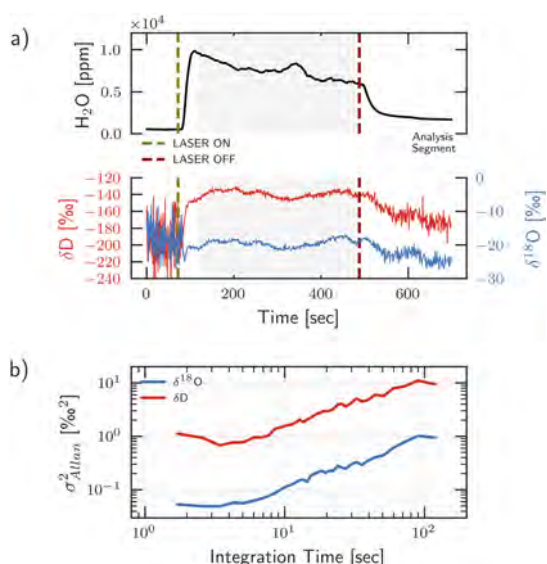 a)
×10⁴
H₂O [ppm]
1.0
0.5
0.0
LASER ON
LASER OFF
Analysis
Segment
δD [‰]
−120
−140
−160
−180
−200
−220
−240
0
−10
−20
−30
δ¹⁸O [‰]
0
200
400
600
Time [sec]
b)
δ¹⁸O
δD
σ²Allan [‰²]
10¹
10⁰
10⁻¹
10⁰
10¹
10²
Integration Time [sec]